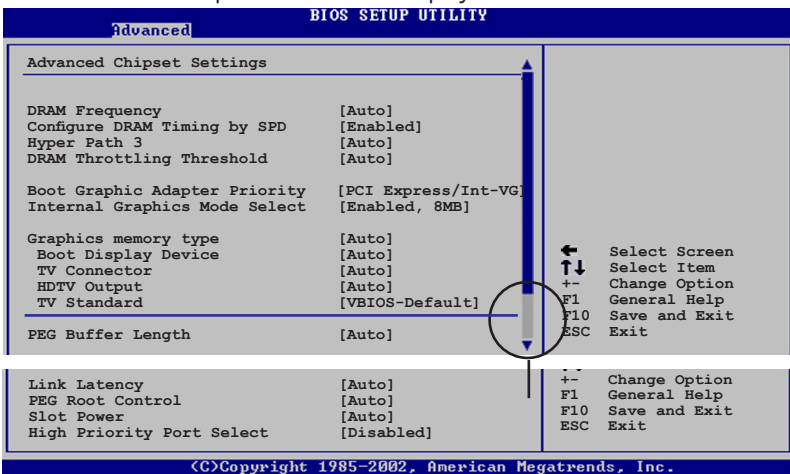 BIOS SETUP UTILITY
Advanced
Advanced Chipset Settings
DRAM Frequency [Auto]
Configure DRAM Timing by SPD [Enabled]
Hyper Path 3 [Auto]
DRAM Throttling Threshold [Auto]
Boot Graphic Adapter Priority [PCI Express/Int-VG]
Internal Graphics Mode Select [Enabled, 8MB]
Graphics memory type [Auto]
Boot Display Device [Auto]
TV Connector [Auto]
HDTV Output [Auto]
TV Standard [VBIOS-Default]
PEG Buffer Length [Auto]
← Select Screen
↑↓ Select Item
+- Change Option
F1 General Help
F10 Save and Exit
ESC Exit
Link Latency [Auto]
PEG Root Control [Auto]
Slot Power [Auto]
High Priority Port Select [Disabled]
+- Change Option
F1 General Help
F10 Save and Exit
ESC Exit
(C)Copyright 1985-2002, American Megatrends, Inc.